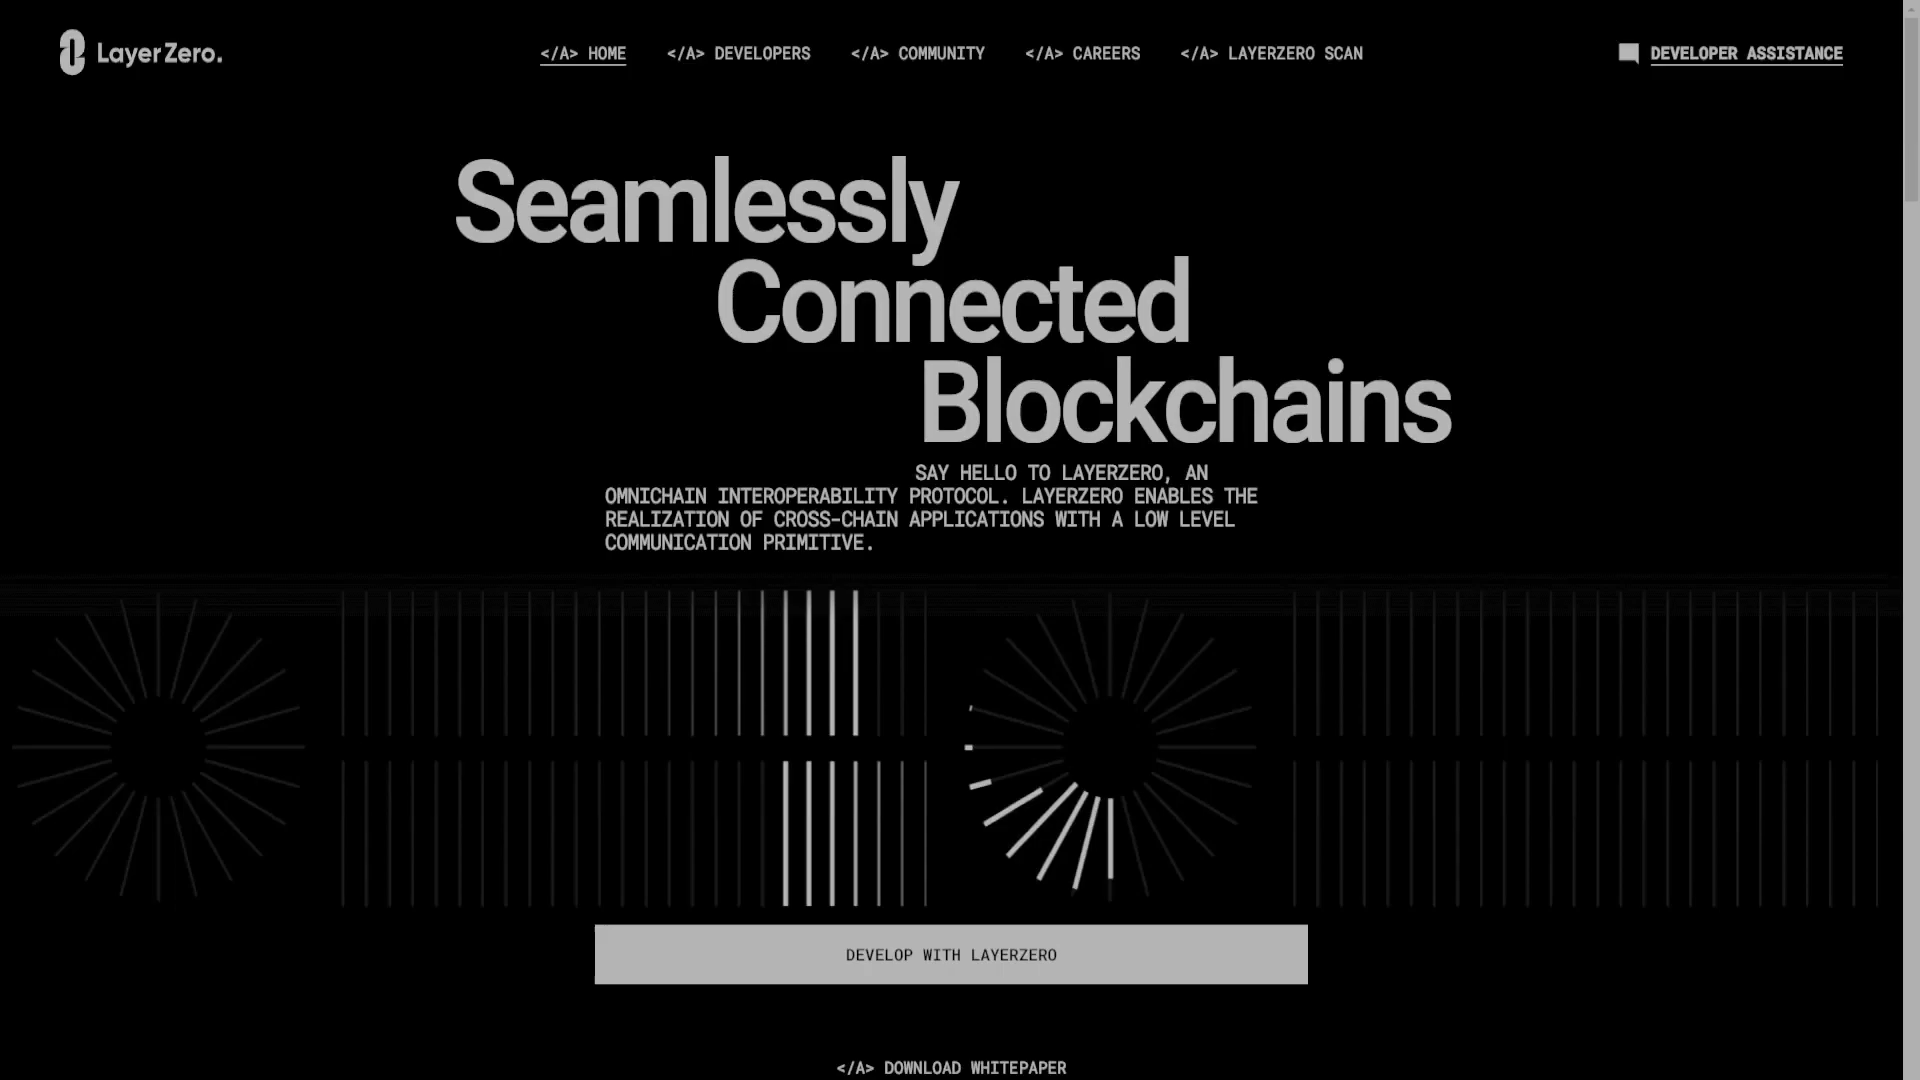 LayerZero.
</A> HOME
</A> DEVELOPERS
</A> COMMUNITY
</A> CAREERS
</A> LAYERZERO SCAN
DEVELOPER ASSISTANCE
Seamlessly
Connected
Blockchains
SAY HELLO TO LAYERZERO, AN
OMNICHAIN INTEROPERABILITY PROTOCOL. LAYERZERO ENABLES THE
REALIZATION OF CROSS-CHAIN APPLICATIONS WITH A LOW LEVEL
COMMUNICATION PRIMITIVE.
DEVELOP WITH LAYERZERO
</A> DOWNLOAD WHITEPAPER